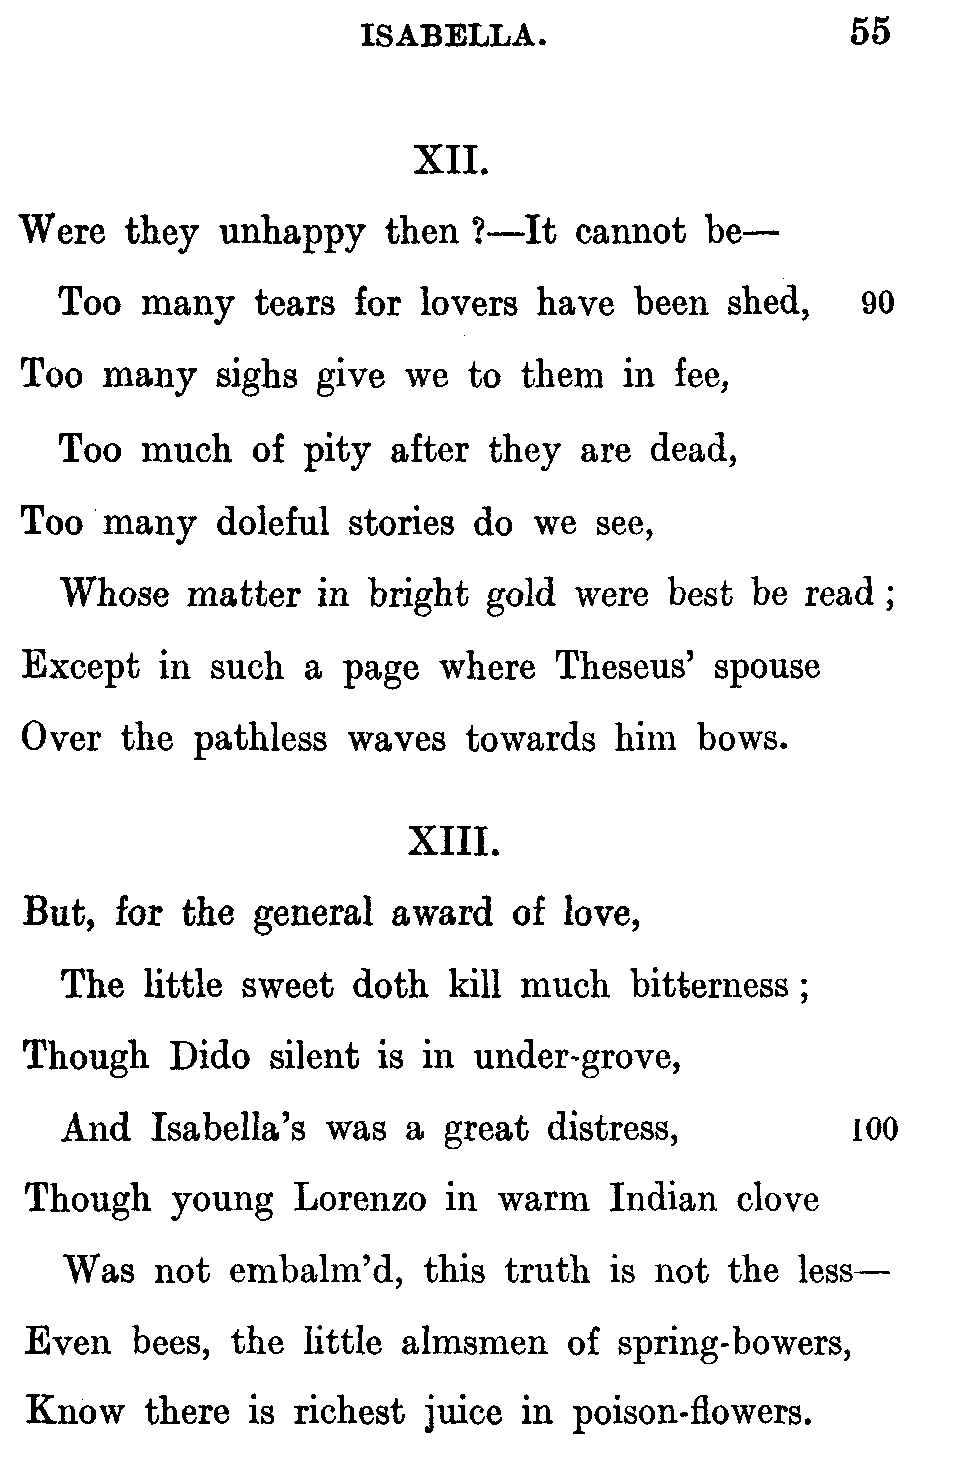 ISABELLA. 55
XII.
Were they unhappy then ?—It cannot be—
Too many tears for lovers have been shed, 90
Too many sighs give we to them in fee,
Too much of pity after they are dead,
Too many doleful stories do we see,
Whose matter in bright gold were best be read ;
Except in such a page where Theseus’ spouse
Over the pathless waves towards him bows.
XIII.
But, for the general award of love,
The little sweet doth kill much bitterness ;
Though Dido silent is in under-grove,
And Isabella’s was a great distress, 100
Though young Lorenzo in warm Indian clove
Was not embalm’d, this truth is not the less—
Even bees, the little almsmen of spring-bowers,
Know there is richest juice in poison-flowers.